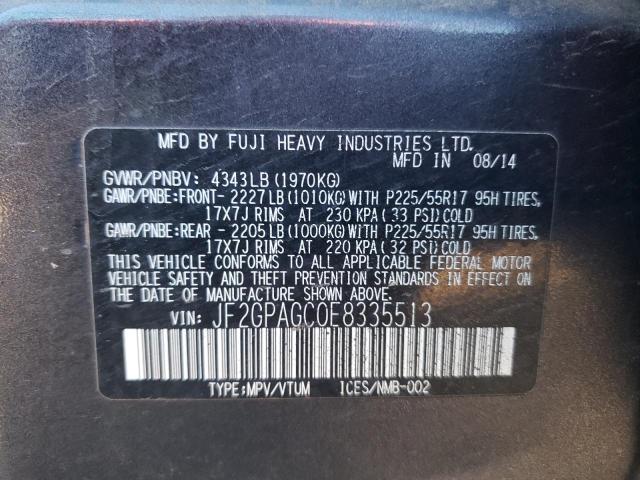 MFD BY FUJI HEAVY INDUSTRIES LTD.
MFD IN 08/14
GVWR/PNBV: 4343LB(1970KG)
GAWR/PNBE:FRONT-2227LB(1010KG)WITH P225/55R17 95H TIRES,
17X7J RIMS AT 230 KPA(33 PSI)COLD
GAWR/PNBE:REAR -2205LB(1000KG)WITH P225/55R17 95H TIRES,
17X7J RIMS AT 220 KPA(32 PSI)COLD
THIS VEHICLE CONFORMS TO ALL APPLICABLE FEDERAL MOTOR
VEHICLE SAFETY AND THEFT PREVENTION STANDARDS IN EFFECT
ON THE DATE OF MANUFACTURE SHOWN ABOVE.
VIN: JF2GPAGC0E8335513
TYPE:MPV/VTUM ICES/NMB-002